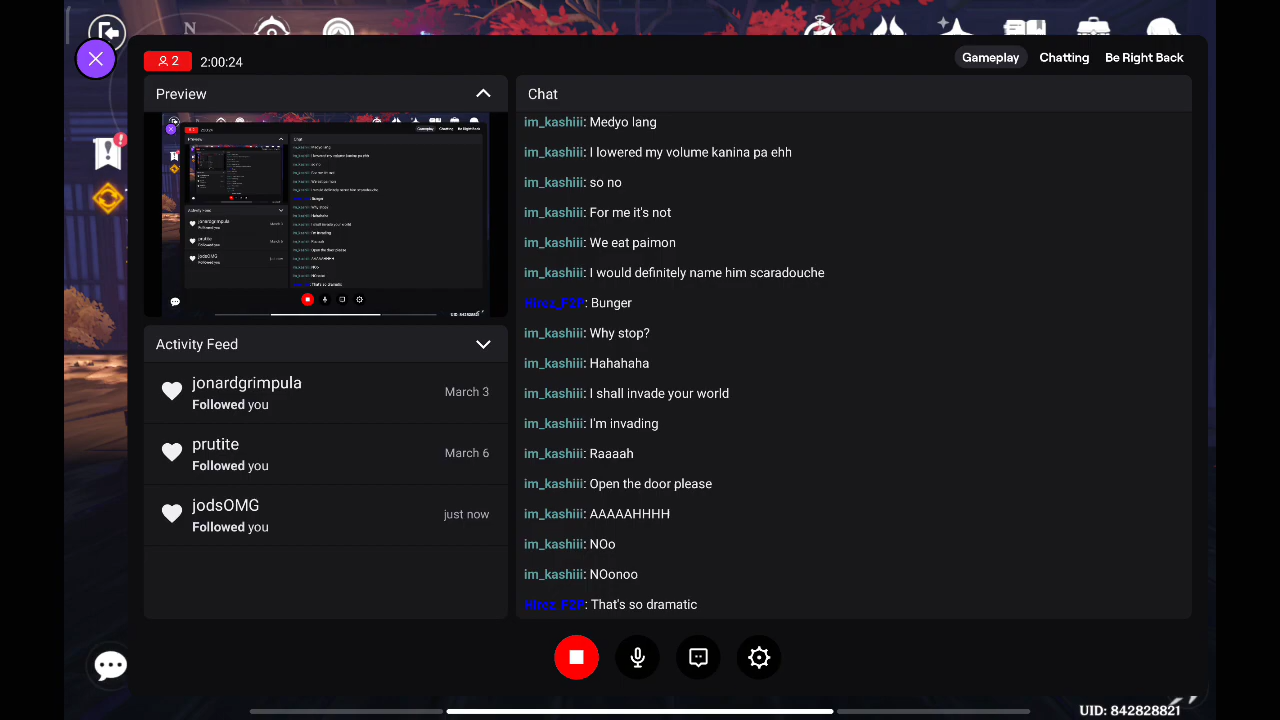 N
2
2:00:24
Gameplay
Chatting
Be Right Back
Preview
Chat
im_kashiii: Medyo lang
im_kashiii: I lowered my volume kanina pa ehh
im_kashiii: so no
im_kashiii: For me it's not
im_kashiii: We eat paimon
im_kashiii: I would definitely name him scaradouche
Hirez_F2P: Bunger
im_kashiii: Why stop?
im_kashiii: Hahahaha
im_kashiii: I shall invade your world
im_kashiii: I'm invading
im_kashiii: Raaaah
im_kashiii: Open the door please
im_kashiii: AAAAAHHHH
im_kashiii: NOo
im_kashiii: NOonoo
Hirez_F2P: That's so dramatic
Activity Feed
jonardgrimpula
Followed you
March 3
prutite
Followed you
March 6
jodsOMG
Followed you
just now
UID: 842828821